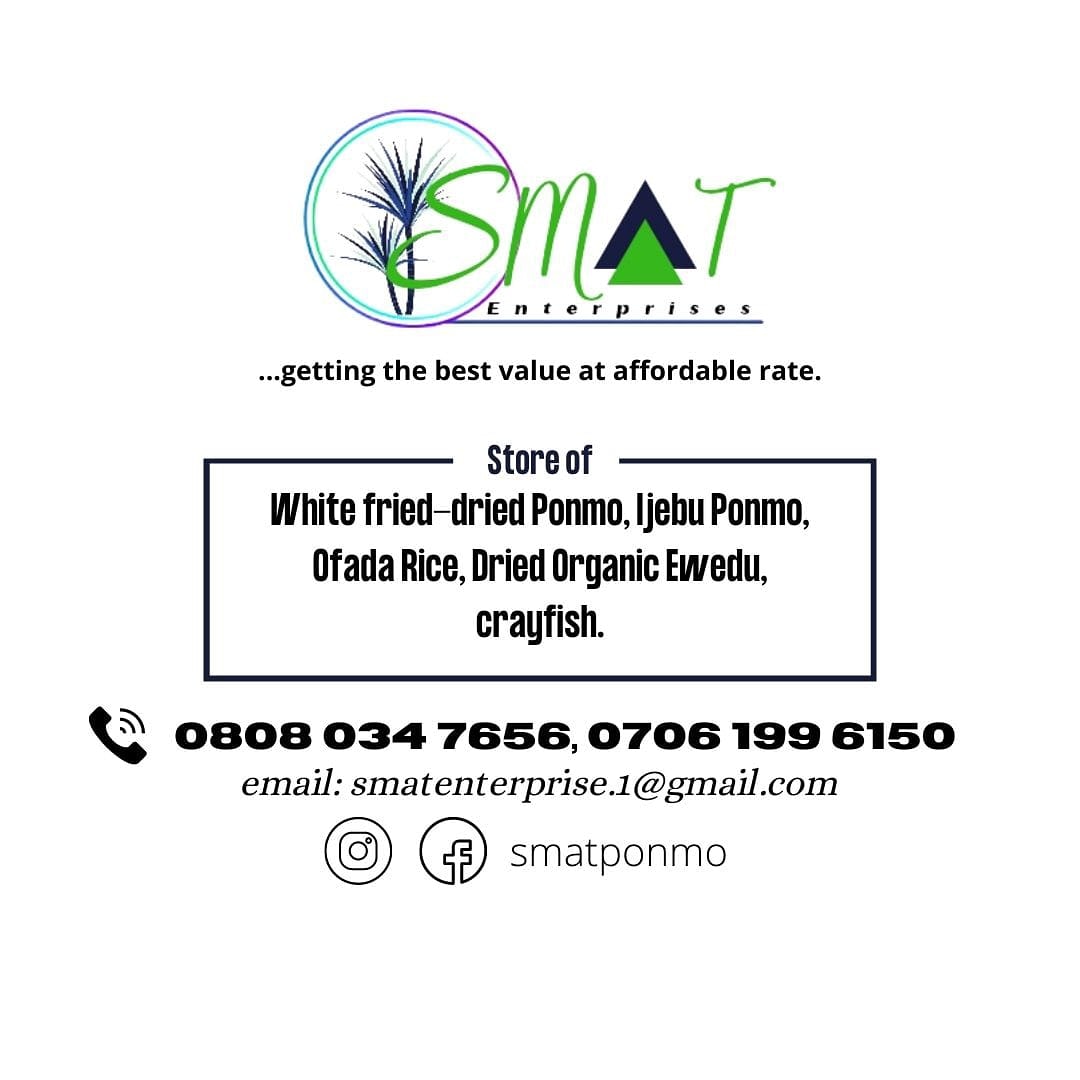 SMAT
Enterprises
...getting the best value at affordable rate.
Store of
White fried-dried Ponmo, Ijebu Ponmo,
Ofada Rice, Dried Organic Ewedu,
crayfish.
0808 034 7656, 0706 199 6150
email: smatenterprise.1@gmail.com
smatponmo